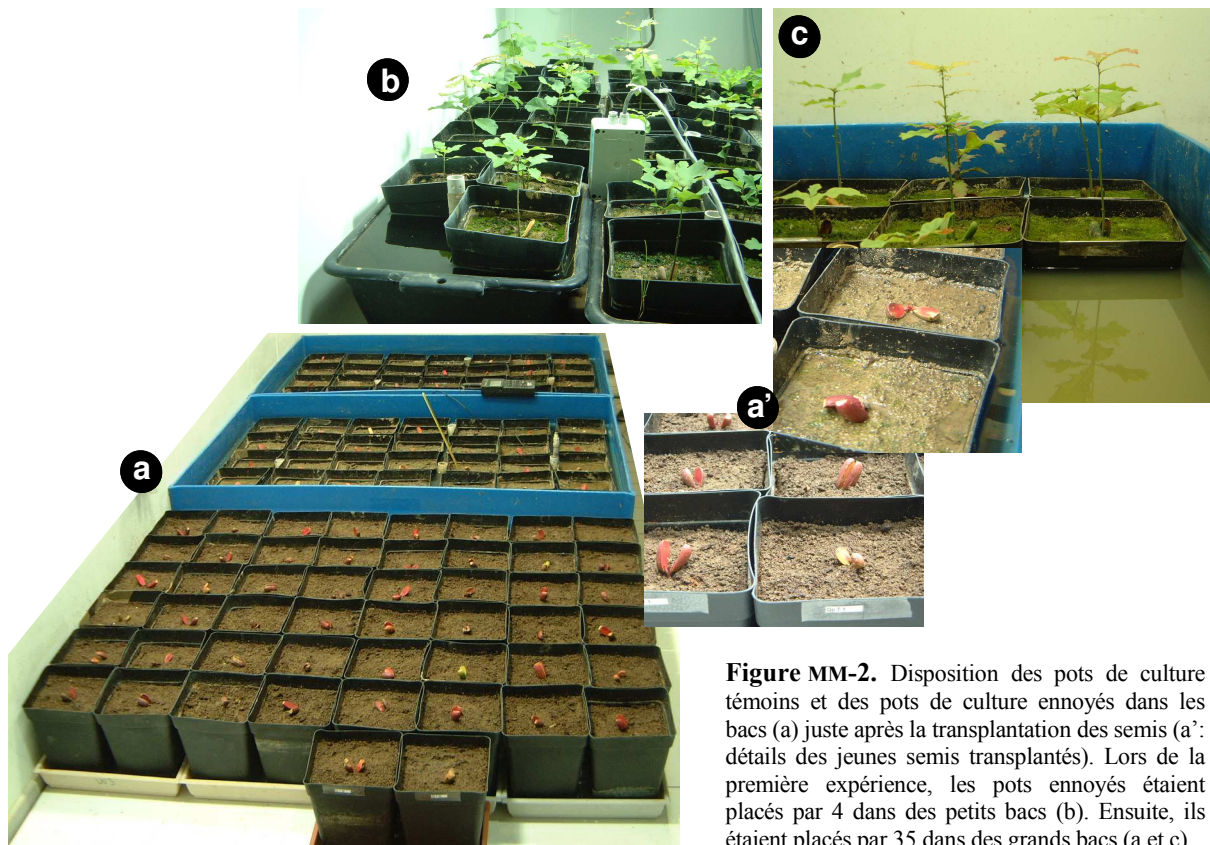 b
c
a'
a
Figure MM-2. Disposition des pots de culture
témoins et des pots de culture ennoyés dans les
bacs (a) juste après la transplantation des semis (a’:
détails des jeunes semis transplantés). Lors de la
première expérience, les pots ennoyés étaient
placés par 4 dans des petits bacs (b). Ensuite, ils
étaient placés par 35 dans des grands bacs (a et c)